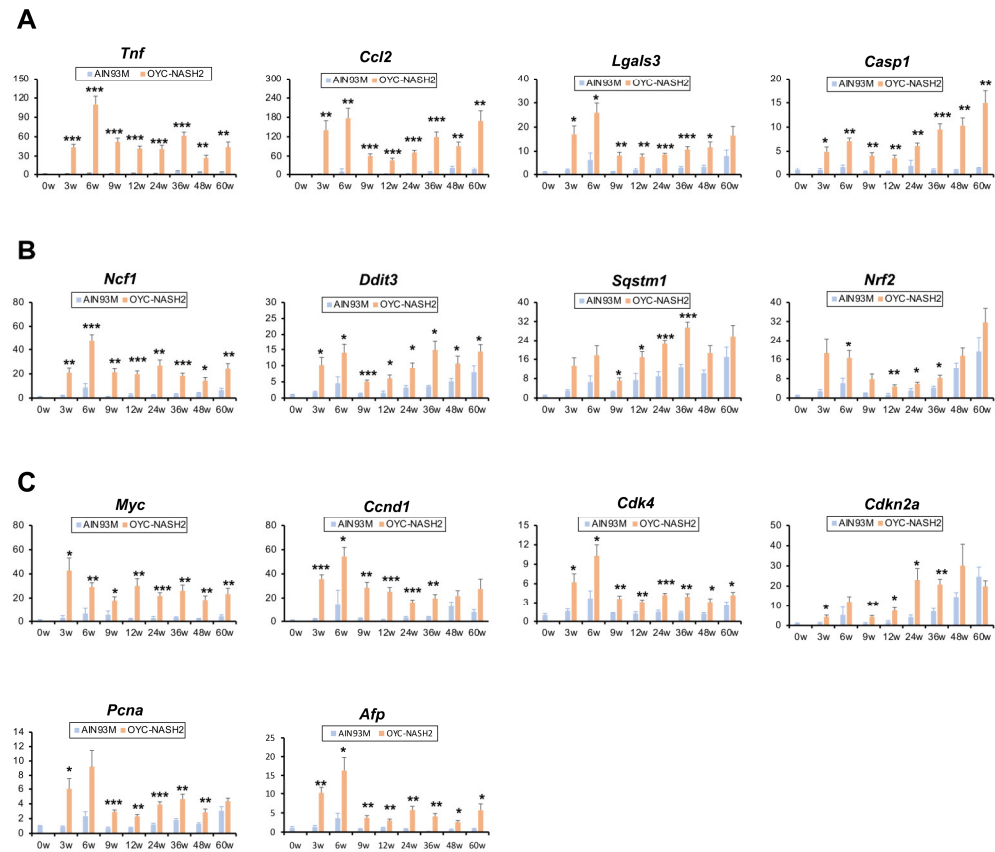 A
Tnf
AIN93M OYC-NASH2
150
120
90
60
30
0
*** *** *** *** *** *** ** **
0w 3w 6w 9w 12w 24w 36w 48w 60w
Ccl2
AIN93M OYC-NASH2
300
240
180
120
60
0
** ** ** *** ** *** ** **
0w 3w 6w 9w 12w 24w 36w 48w 60w
Lgals3
AIN93M OYC-NASH2
40
30
20
10
0
* * ** ** ** *** *
0w 3w 6w 9w 12w 24w 36w 48w 60w
Casp1
AIN93M OYC-NASH2
20
15
10
5
0
* ** ** ** ** *** ** **
0w 3w 6w 9w 12w 24w 36w 48w 60w
B
Ncf1
AIN93M OYC-NASH2
80
60
40
20
0
** *** ** *** ** *** * **
0w 3w 6w 9w 12w 24w 36w 48w 60w
Ddit3
AIN93M OYC-NASH2
30
25
20
15
10
5
0
* * *** * * * * *
0w 3w 6w 9w 12w 24w 36w 48w 60w
Sqstm1
AIN93M OYC-NASH2
40
32
24
16
8
0
* * *** ***
0w 3w 6w 9w 12w 24w 36w 48w 60w
Nrf2
AIN93M OYC-NASH2
40
32
24
16
8
0
* ** * *
0w 3w 6w 9w 12w 24w 36w 48w 60w
C
Myc
AIN93M OYC-NASH2
80
60
40
20
0
* ** * ** *** ** ** **
0w 3w 6w 9w 12w 24w 36w 48w 60w
Ccnd1
AIN93M OYC-NASH2
80
60
40
20
0
*** * ** *** *** **
0w 3w 6w 9w 12w 24w 36w 48w 60w
Cdk4
AIN93M OYC-NASH2
15
12
9
6
3
0
** * ** ** *** ** * *
0w 3w 6w 9w 12w 24w 36w 48w 60w
Cdkn2a
AIN93M OYC-NASH2
50
40
30
20
10
0
* ** * * **
0w 3w 6w 9w 12w 24w 36w 48w 60w
Pcna
AIN93M OYC-NASH2
14
12
10
8
6
4
2
0
* *** ** *** ** **
0w 3w 6w 9w 12w 24w 36w 48w 60w
Afp
AIN93M OYC-NASH2
25
20
15
10
5
0
** * ** ** ** ** * *
0w 3w 6w 9w 12w 24w 36w 48w 60w